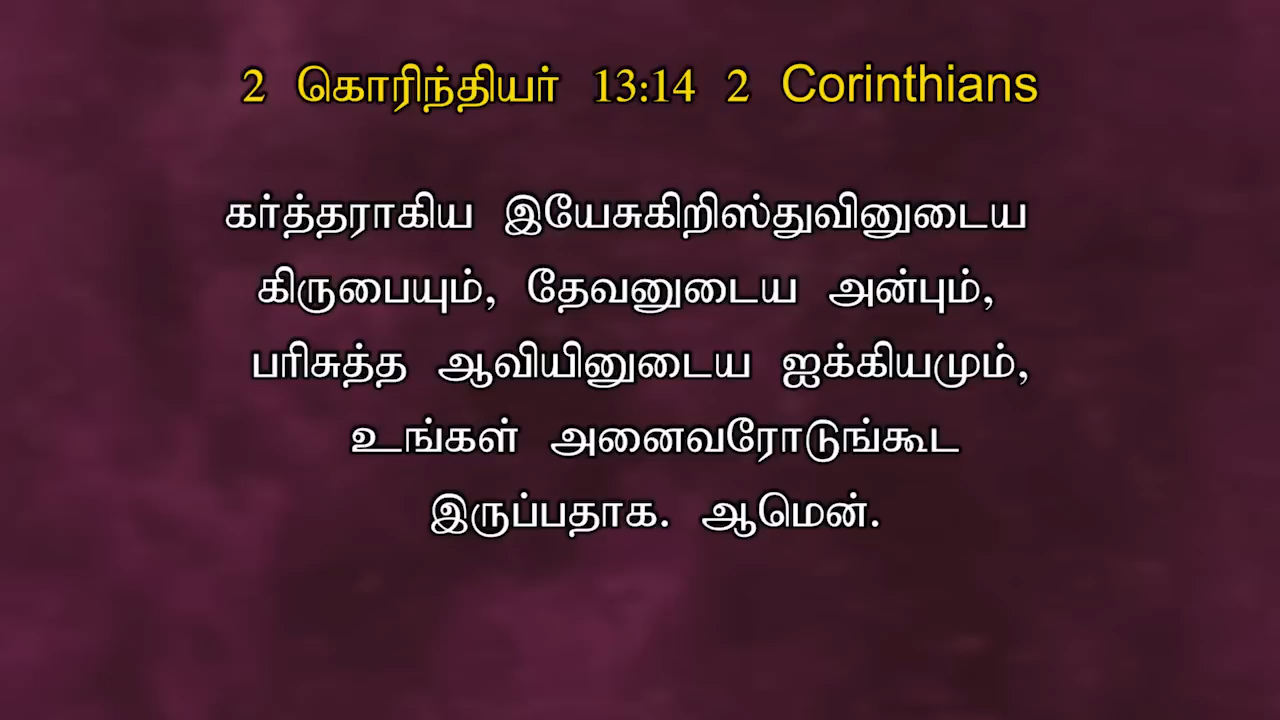 2 கொரிந்தியர் 13:14 2 Corinthians
கர்த்தராகிய இயேசுகிறிஸ்துவினுடைய
கிருபையும், தேவனுடைய அன்பும்,
பரிசுத்த ஆவியினுடைய ஐக்கியமும்,
உங்கள் அனைவரோடுங்கூட
இருப்பதாக. ஆமென்.